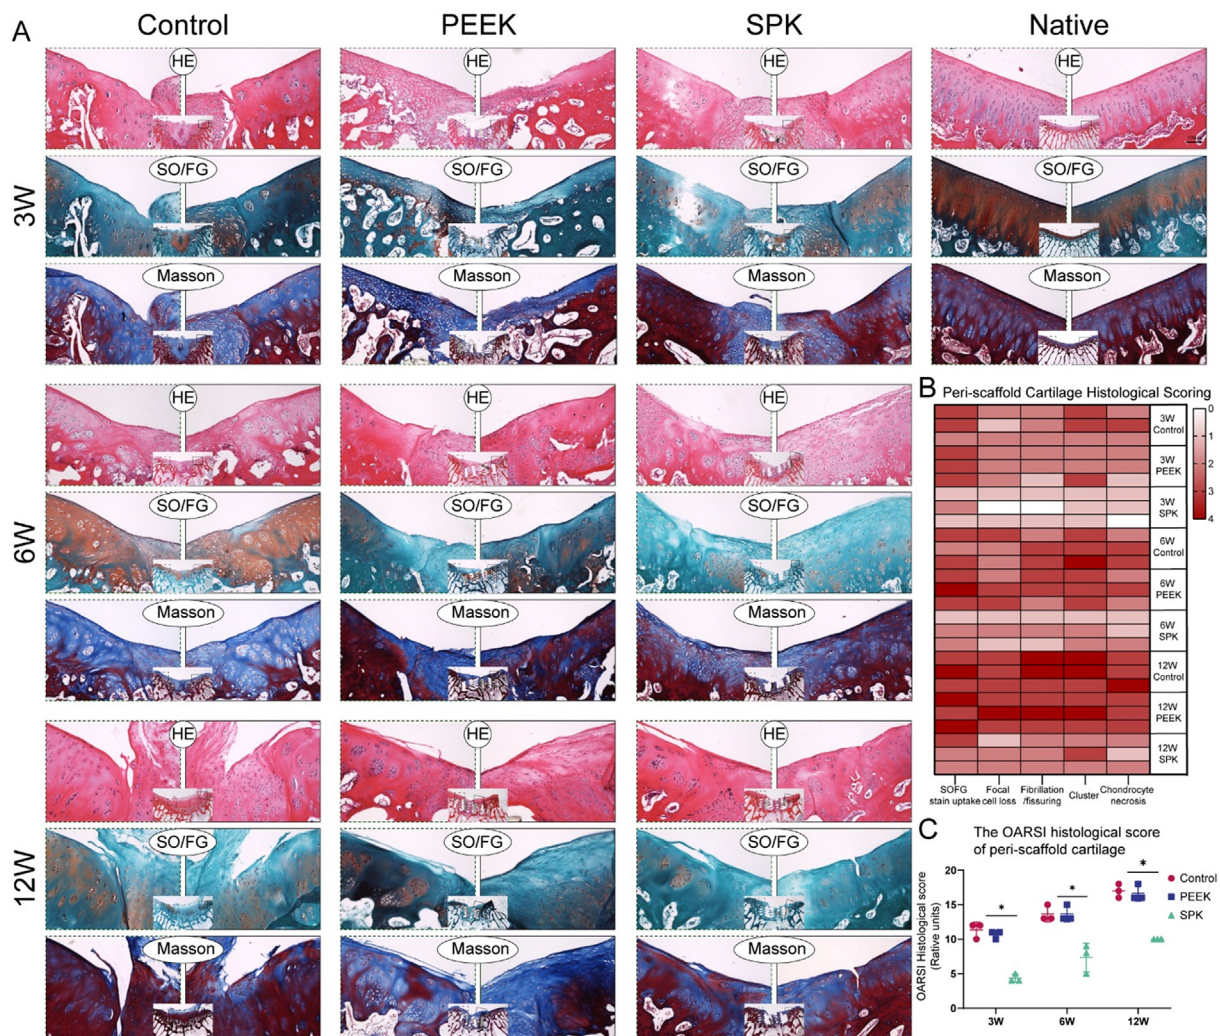 A
Control
PEEK
SPK
Native
3W
HE
HE
HE
HE
SO/FG
SO/FG
SO/FG
SO/FG
Masson
Masson
Masson
Masson
6W
HE
HE
HE
SO/FG
SO/FG
SO/FG
Masson
Masson
Masson
12W
HE
HE
HE
SO/FG
SO/FG
SO/FG
Masson
Masson
Masson
B
Peri-scaffold Cartilage Histological Scoring
3W
Control
3W
PEEK
3W
SPK
6W
Control
6W
PEEK
6W
SPK
12W
Control
12W
PEEK
12W
SPK
0
1
2
3
4
SOFG
stain uptake
Focal
cell loss
Fibrillation
/fissuring
Cluster
Chondrocyte
necrosis
C
The OARSI histological score
of peri-scaffold cartilage
OARSI Histological score
(Rative units)
20
15
10
5
0
3W
6W
12W
*
*
*
Control
PEEK
SPK